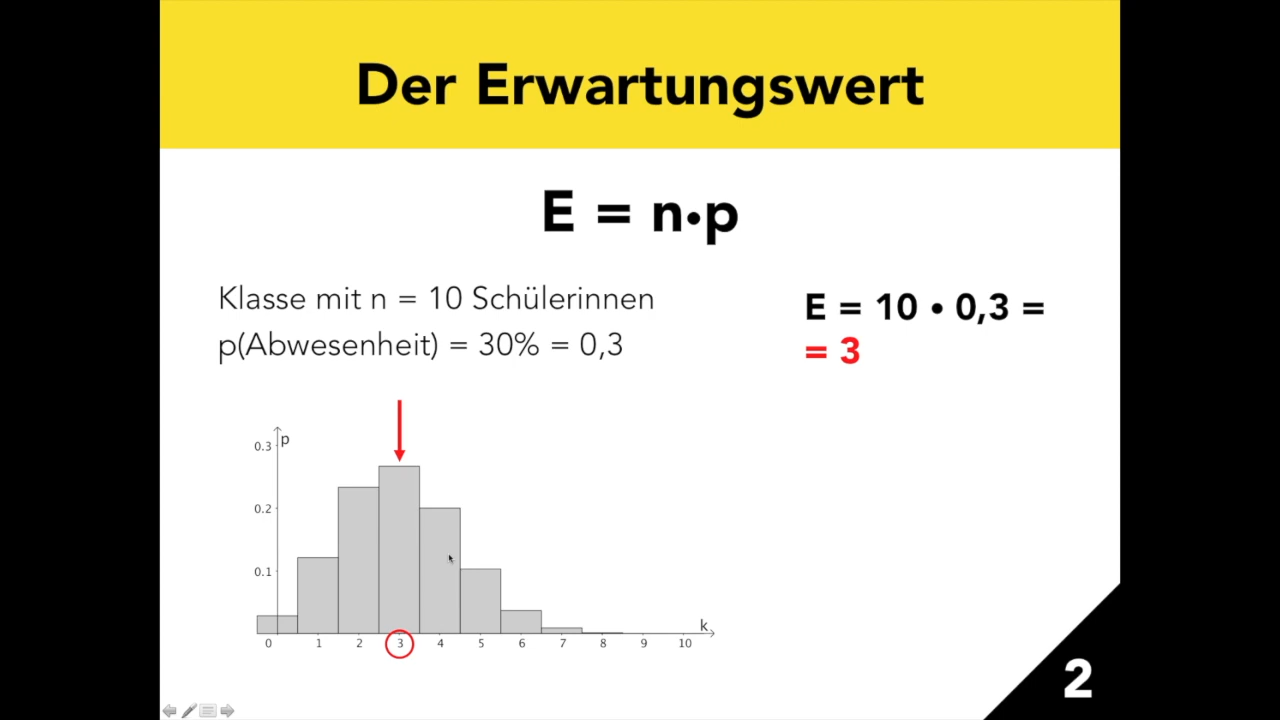 Der Erwartungswert
E = n•p
Klasse mit n = 10 Schülerinnen
p(Abwesenheit) = 30% = 0,3
E = 10 • 0,3 =
= 3
p
0.3
0.2
0.1
k
0 1 2 3 4 5 6 7 8 9 10
2